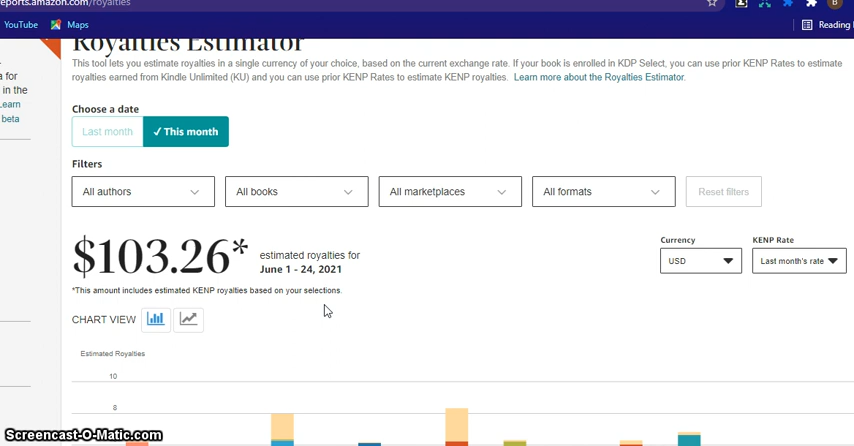 reports.amazon.com/royalties
B
YouTube
Maps
Reading
Royalties Estimator
This tool lets you estimate royalties in a single currency of your choice, based on the current exchange rate. If your book is enrolled in KDP Select, you can use prior KENP Rates to estimate
royalties earned from Kindle Unlimited (KU) and you can use prior KENP Rates to estimate KENP royalties. Learn more about the Royalties Estimator.
a for
in the
Learn
beta
Choose a date
Last month
✓ This month
Filters
All authors
All books
All marketplaces
All formats
Reset filters
$103.26*
estimated royalties for
June 1 - 24, 2021
Currency
KENP Rate
USD
Last month's rate
*This amount includes estimated KENP royalties based on your selections.
CHART VIEW
Estimated Royalties
10
8
Screencast-O-Matic.com